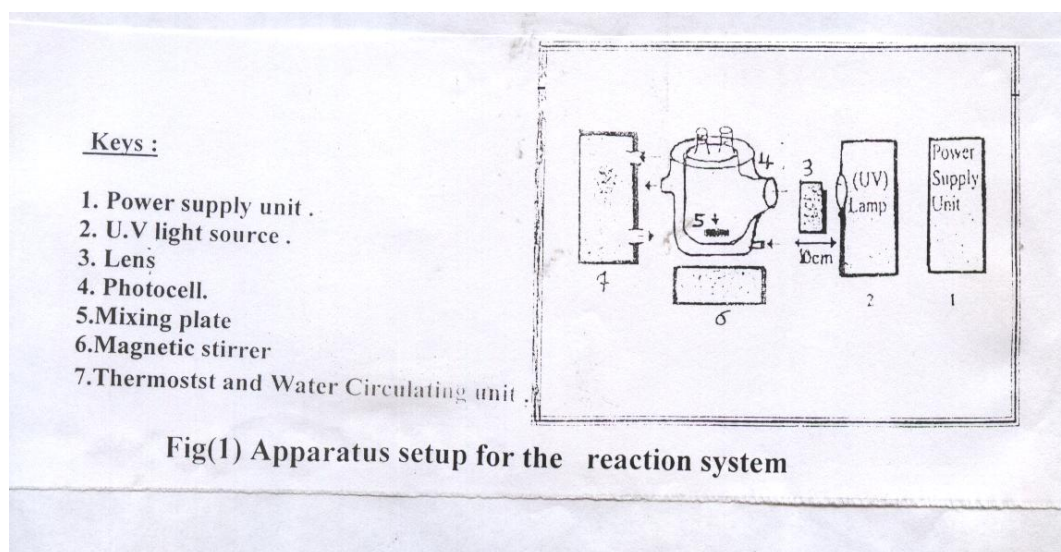 Keys :
1. Power supply unit .
2. U.V light source .
3. Lens
4. Photocell.
5.Mixing plate
6.Magnetic stirrer
7.Thermostst and Water Circulating unit .
4
3
5
7
6
10cm
(UV)
Lamp
2
Power
Supply
Unit
1
Fig(1) Apparatus setup for the reaction system